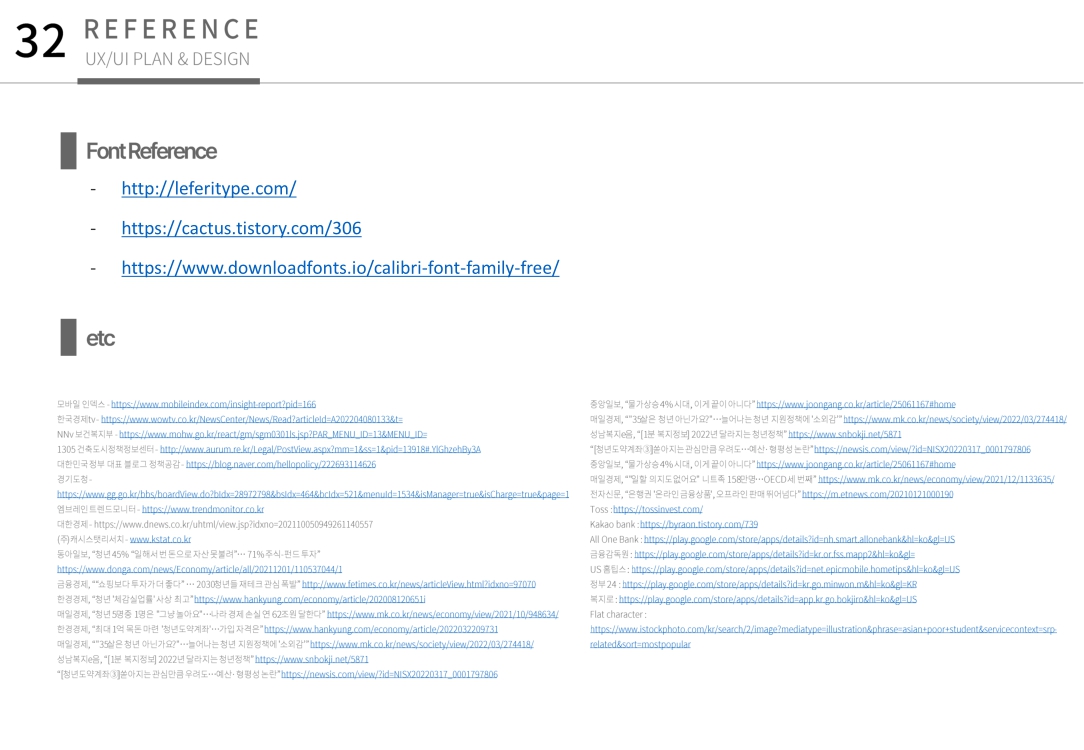 32
REFERENCE
UX/UI PLAN & DESIGN
Font Reference
- http://leferitype.com/
- https://cactus.tistory.com/306
- https://www.downloadfonts.io/calibri-font-family-free/
etc
모바일 인덱스 - https://www.mobileindex.com/insight-report?pid=166
한국경제tv - https://www.wowtv.co.kr/NewsCenter/News/Read?articleId=A202204080133&t=
NNv 보건복지부 - https://www.mohw.go.kr/react/gm/sgm0301ls.jsp?PAR_MENU_ID=13&MENU_ID=
1305 건축도시정책정보센터 - http://www.aurum.re.kr/Legal/PostView.aspx?mm=1&ss=1&pid=13918#.YlGhzehBy3A
대한민국 정부 대표 블로그 정책공감 - https://blog.naver.com/hellopolicy/222693114626
경기도청 -
https://www.gg.go.kr/bbs/boardView.do?bIdx=28972798&bsIdx=464&bcIdx=521&menuId=1534&isManager=true&isCharge=true&page=1
엠브레인 트렌드모니터 - https://www.trendmonitor.co.kr
대한경제 - https://www.dnews.co.kr/uhtml/view.jsp?idxno=202110050949261140557
(주)캐시스탯리서치 - www.kstat.co.kr
동아일보, “청년 45% “일해서 번 돈으로 자산 못불려”… 71% 주식-펀드 투자”
https://www.donga.com/news/Economy/article/all/20211201/110537044/1
금융경제, “"쇼핑보다 투자가 더 좋다" … 2030청년들 재테크 관심 폭발” http://www.fetimes.co.kr/news/articleView.html?idxno=97070
한경경제, “청년 '체감실업률' 사상 최고”https://www.hankyung.com/economy/article/202008120651i
매일경제, “청년 5명중 1명은 "그냥 놀아요"…나라 경제 손실 연 62조원 달한다” https://www.mk.co.kr/news/economy/view/2021/10/948634/
한경경제, “최대 1억 목돈 마련 '청년도약계좌'…가입 자격은”https://www.hankyung.com/economy/article/2022032209731
매일경제, “"35살은 청년 아닌가요?"…늘어나는 청년 지원정책에 '소외감'” https://www.mk.co.kr/news/society/view/2022/03/274418/
성남복지e음, “[1분 복지정보] 2022년 달라지는 청년정책” https://www.snbokji.net/5871
“[청년도약계좌③]쏟아지는 관심만큼 우려도…예산· 형평성 논란” https://newsis.com/view/?id=NISX20220317_0001797806
중앙일보, “물가상승 4% 시대, 이게 끝이 아니다” https://www.joongang.co.kr/article/25061167#home
매일경제, “"35살은 청년 아닌가요?"…늘어나는 청년 지원정책에 '소외감'” https://www.mk.co.kr/news/society/view/2022/03/274418/
성남복지e음, “[1분 복지정보] 2022년 달라지는 청년정책” https://www.snbokji.net/5871
“[청년도약계좌③]쏟아지는 관심만큼 우려도…예산· 형평성 논란” https://newsis.com/view/?id=NISX20220317_0001797806
중앙일보, “물가상승 4% 시대, 이게 끝이 아니다” https://www.joongang.co.kr/article/25061167#home
매일경제, “"일할 의지도 없어요" 니트족 158만명…OECD 세 번째” https://www.mk.co.kr/news/economy/view/2021/12/1133635/
전자신문, “은행권 '온라인 금융상품', 오프라인 판매 뛰어넘다” https://m.etnews.com/20210121000190
Toss : https://tossinvest.com/
Kakao bank : https://byraon.tistory.com/739
All One Bank : https://play.google.com/store/apps/details?id=nh.smart.allonebank&hl=ko&gl=US
금융감독원 : https://play.google.com/store/apps/details?id=kr.or.fss.mapp2&hl=ko&gl=
US 홈팁스 : https://play.google.com/store/apps/details?id=net.epicmobile.hometips&hl=ko&gl=US
정부 24 : https://play.google.com/store/apps/details?id=kr.go.minwon.m&hl=ko&gl=KR
복지로 : https://play.google.com/store/apps/details?id=app.kr.go.bokjiro&hl=ko&gl=US
Flat character :
https://www.istockphoto.com/kr/search/2/image?mediatype=illustration&phrase=asian+poor+student&servicecontext=srp-
related&sort=mostpopular